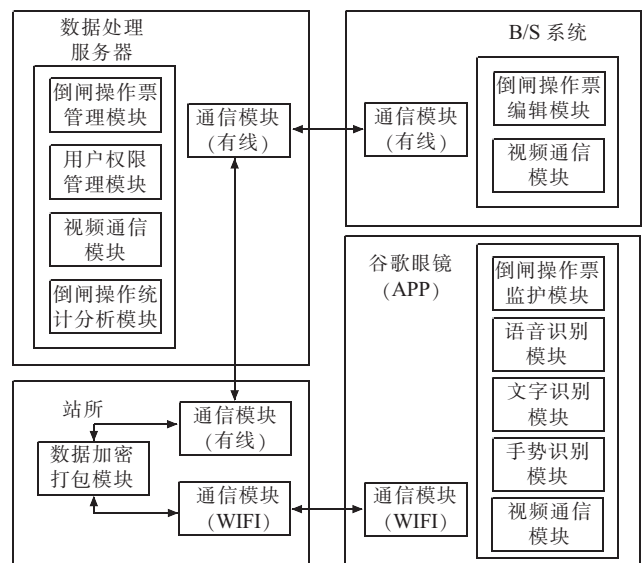 数据处理
服务器
倒闸操作票
管理模块
用户权限
管理模块
视频通信
模块
倒闸操作统
计分析模块
通信模块
(有线)
B/S 系统
通信模块
(有线)
倒闸操作票
编辑模块
视频通信
模块
站所
数据加密
打包模块
通信模块
(有线)
通信模块
(WIFI)
谷歌眼镜
(APP)
通信模块
(WIFI)
倒闸操作票
监护模块
语音识别
模块
文字识别
模块
手势识别
模块
视频通信
模块